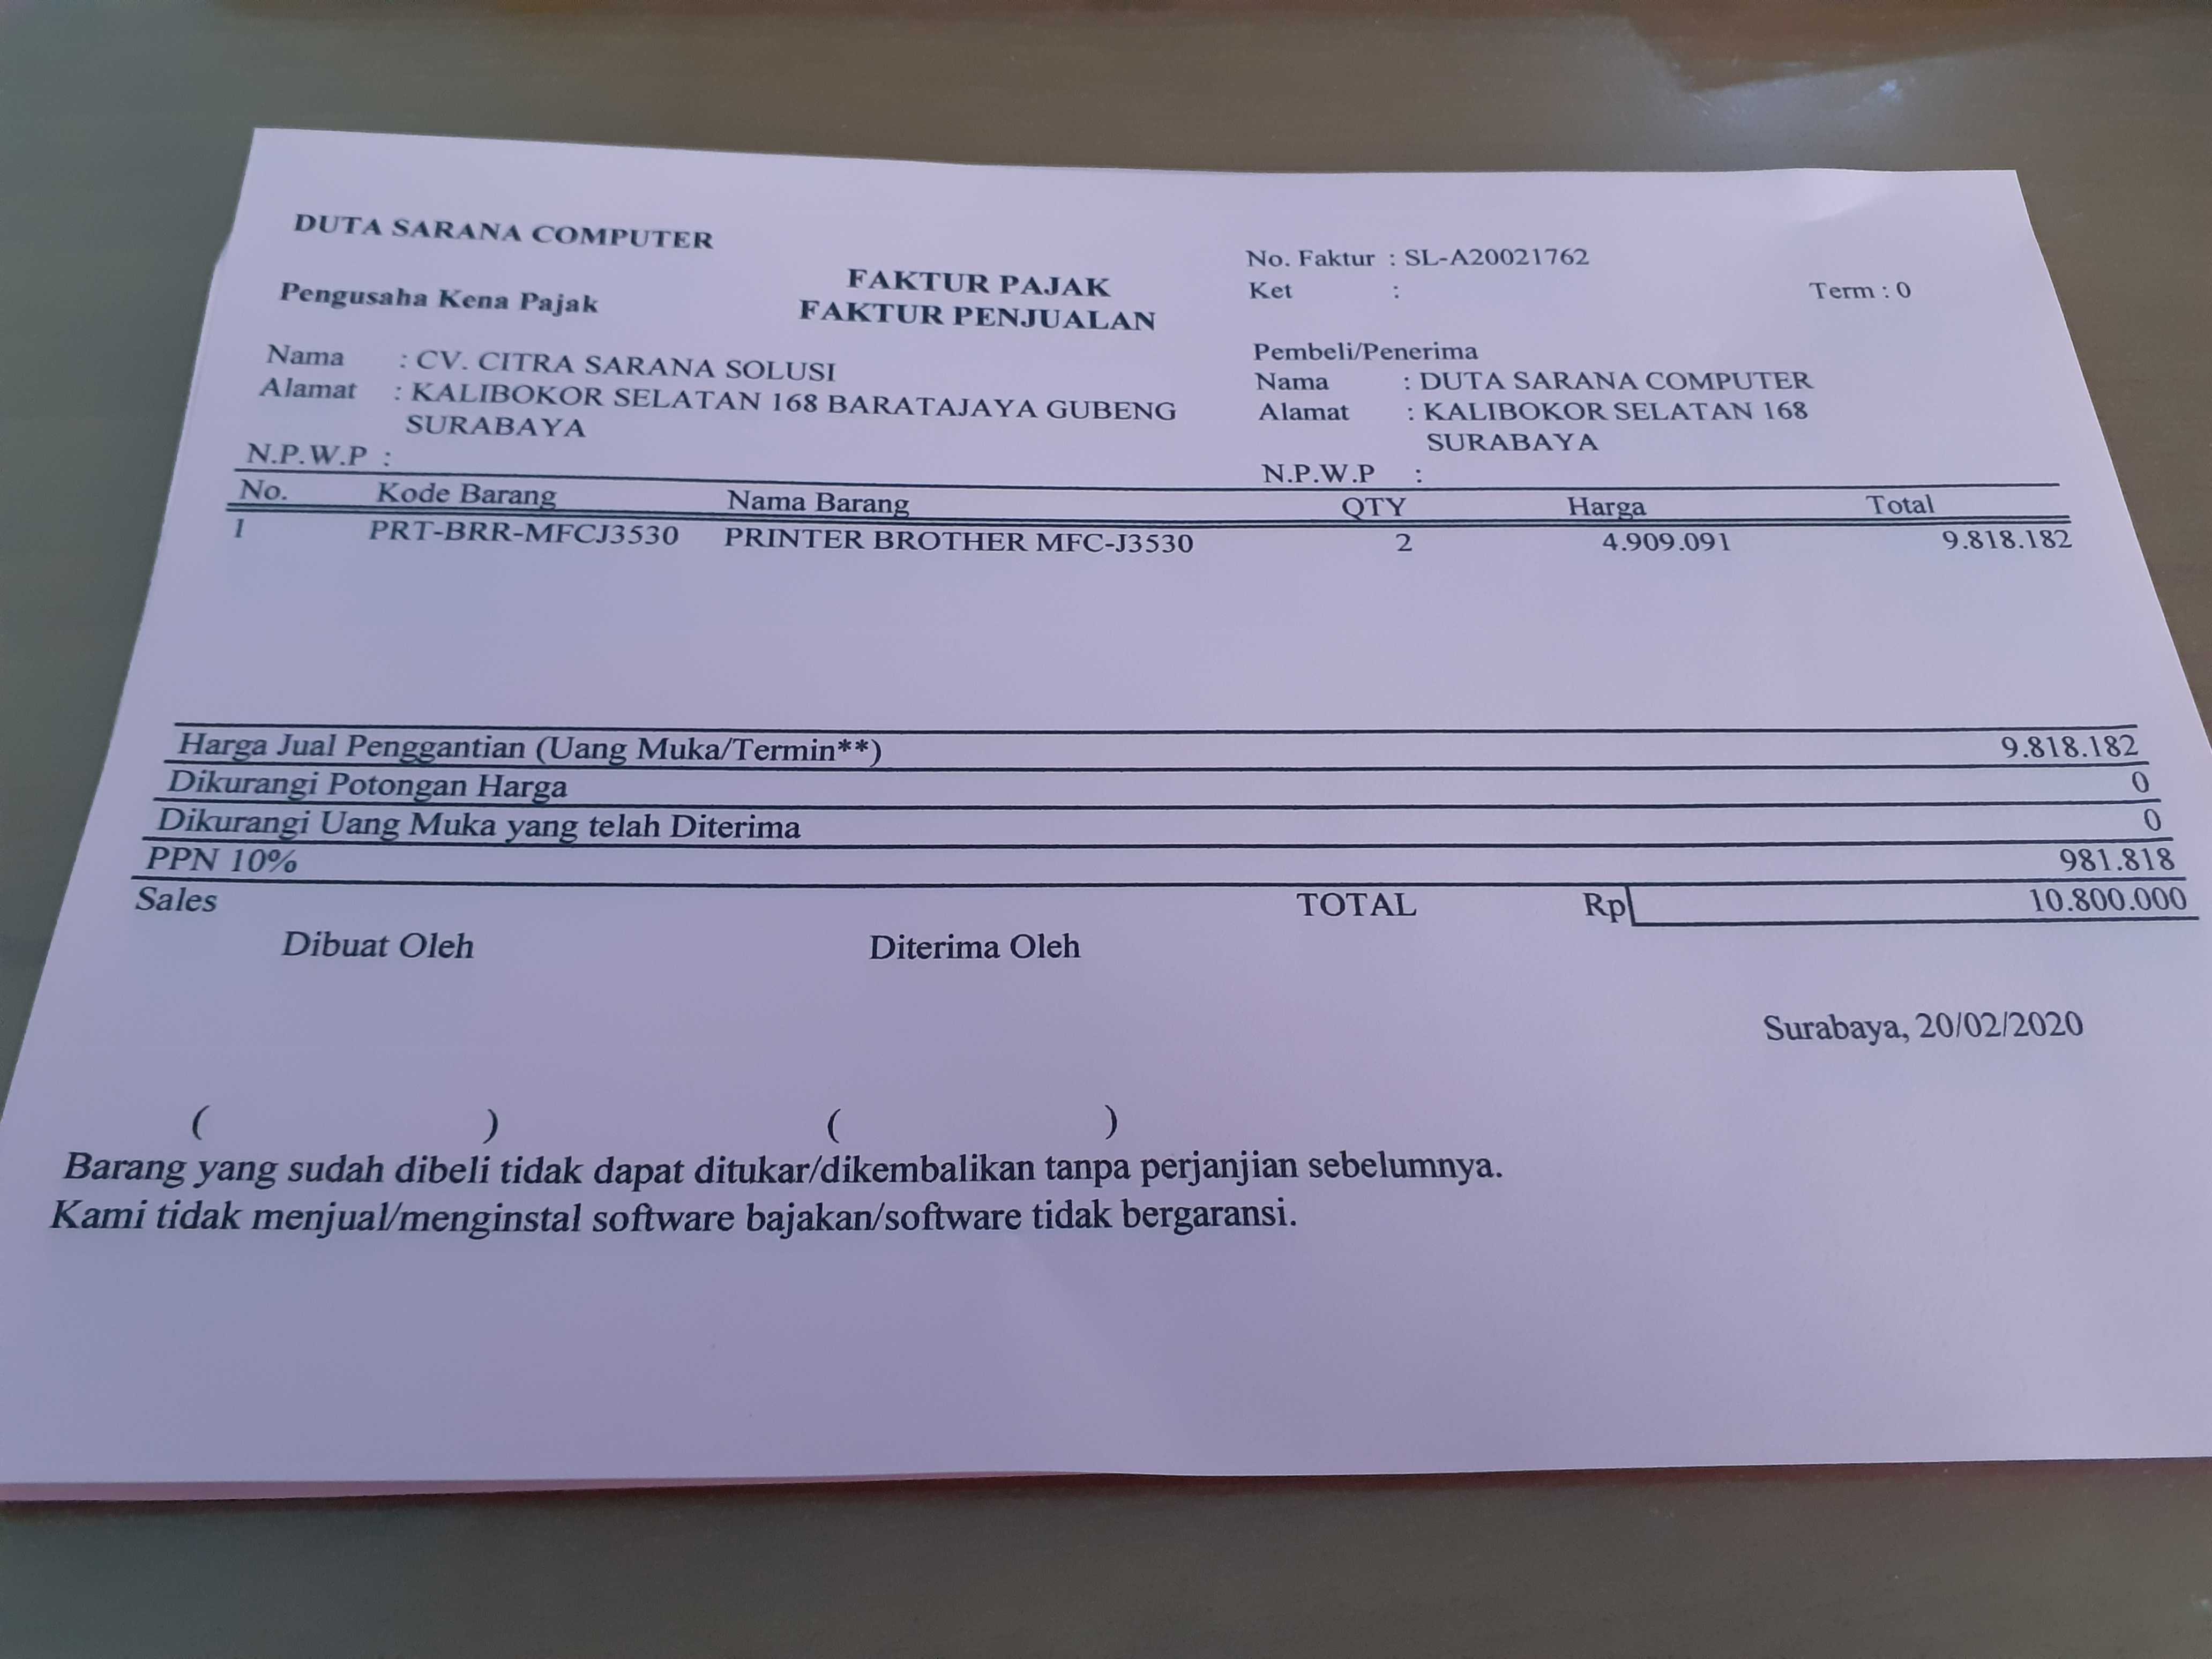 DUTA SARANA COMPUTER
FAKTUR PAJAK
FAKTUR PENJUALAN
No. Faktur : SL-A20021762
Ket :
Term : 0
Pengusaha Kena Pajak
Nama : CV. CITRA SARANA SOLUSI
Alamat : KALIBOKOR SELATAN 168 BARATAJAYA GUBENG
SURABAYA
N.P.W.P :
Pembeli/Penerima
Nama : DUTA SARANA COMPUTER
Alamat : KALIBOKOR SELATAN 168
SURABAYA
N.P.W.P :
No. Kode Barang Nama Barang QTY Harga Total
1 PRT-BRR-MFCJ3530 PRINTER BROTHER MFC-J3530 2 4.909.091 9.818.182
Harga Jual Penggantian (Uang Muka/Termin**) 9.818.182
Dikurangi Potongan Harga 0
Dikurangi Uang Muka yang telah Diterima 0
PPN 10% 981.818
Sales TOTAL Rp 10.800.000
Dibuat Oleh Diterima Oleh
Surabaya, 20/02/2020
( ) ( )
Barang yang sudah dibeli tidak dapat ditukar/dikembalikan tanpa perjanjian sebelumnya.
Kami tidak menjual/menginstal software bajakan/software tidak bergaransi.